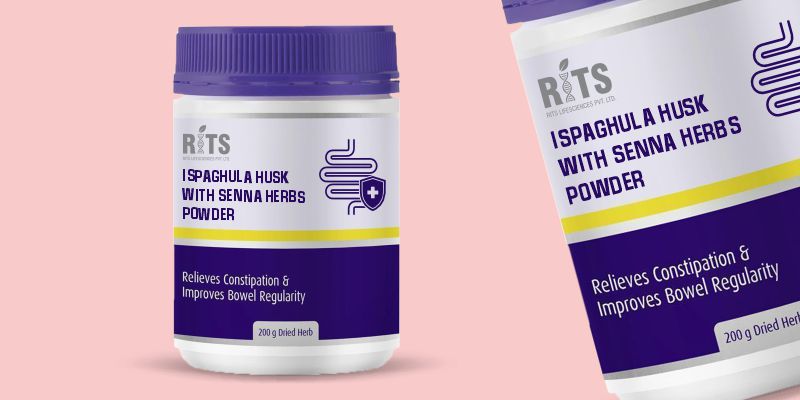 RITS
RITS LIFESCIENCES PVT. LTD.
ISPAGHULA HUSK
WITH SENNA HERBS
POWDER
Relieves Constipation &
Improves Bowel Regularity
200 g Dried Herb
RITS
RITS LIFESCIENCES PVT. LTD.
ISPAGHULA HUSK
WITH SENNA HERBS
POWDER
Relieves Constipation &
Improves Bowel Regularity
200 g Dried Herb